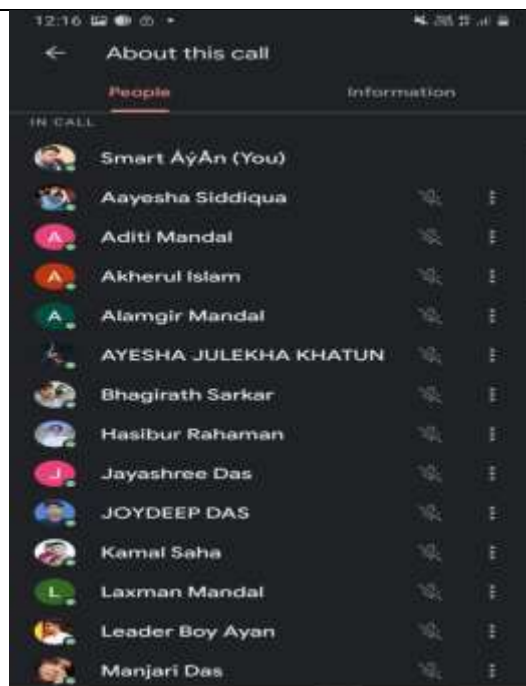 12:16
About this call
People Information
IN CALL
Smart ÁýÅn (You)
Aayesha Siddiqua
A Aditi Mandal
A Akherul Islam
A Alamgir Mandal
AYESHA JULEKHA KHATUN
Bhagirath Sarkar
Hasibur Rahaman
J Jayashree Das
JOYDEEP DAS
Kamal Saha
L Laxman Mandal
Leader Boy Ayan
Manjari Das